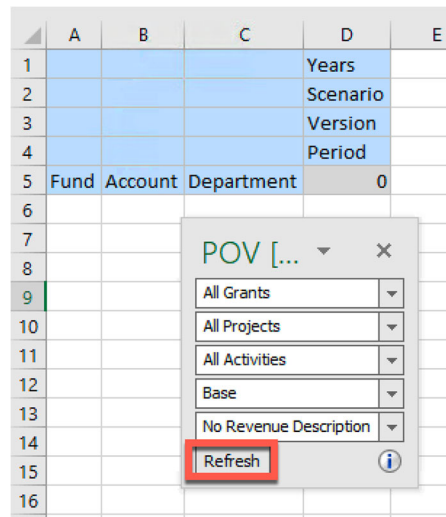 A B C D E
1 Years
2 Scenario
3 Version
4 Period
5 Fund Account Department 0
6
7
8
9
10
11
12
13
14
15
16
POV [...
All Grants
All Projects
All Activities
Base
No Revenue Description
Refresh
i